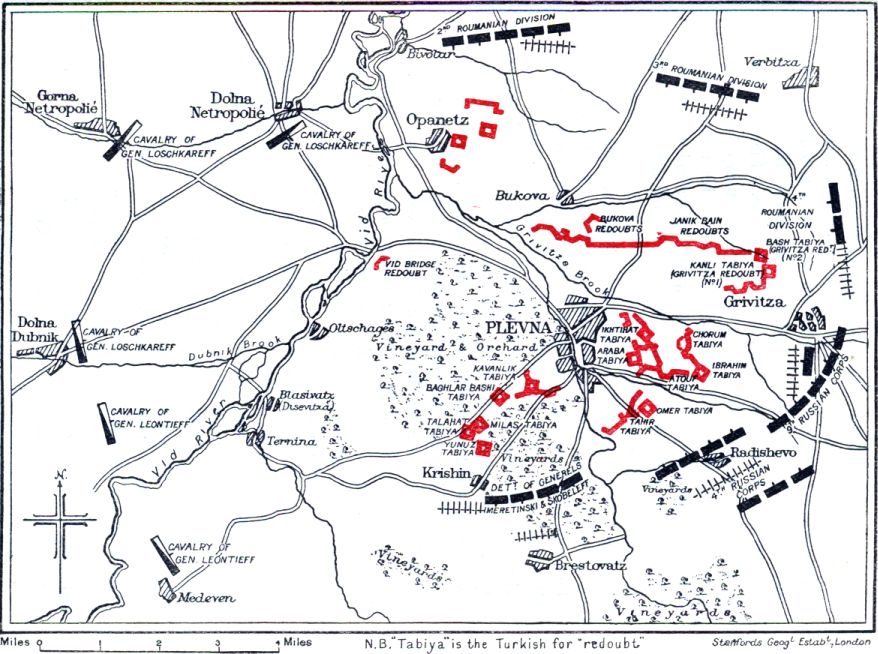 2ND ROUMANIAN DIVISION
Bivolar
3RD ROUMANIAN DIVISION
Verbitza
Gorna
Netropolié
Dolna
Netropolié
CAVALRY OF
GEN. LOSCHKAREFF
CAVALRY OF
GEN. LOSCHKAREFF
Opanetz
Vid River
Bukova
4TH
ROUMANIAN
DIVISION
BUKOVA
REDOUBTS
JANIK BAIR
REDOUBTS
Grivitza Brook
BASH TABIYA
(GRIVITZA REDT)
(No2)
KANLI TABIYA
(GRIVITZA REDOUBT)
(No1)
Grivitza
VID BRIDGE
REDOUBT
Dolna
Dubnik
CAVALRY OF
GEN. LOSCHKAREFF
Oltschages
Dubnik Brook
Vineyard & Orchard
PLEVNA
IKHTIHAT
TABIYA
CHORUM
TABIYA
ARABA
TABIYA
IBRAHIM
TABIYA
ATOUF
TABIYA
KAVANLIK
TABIYA
BAGHLAR BASHI
TABIYA
OMER TABIYA
TAHR
TABIYA
TALAHAT
TABIYA
MILAS TABIYA
YUNUZ
TABIYA
9TH RUSSIAN CORPS
Blasivatz
(Disevitza)
CAVALRY OF
GEN. LEONTIEFF
Vid River
Ternina
Krishin
Vineyards
DETT OF GENERELS
IMERETINSKI & SKOBELEFF
Radishevo
Vineyards
4TH RUSSIAN
CORPS
N.
CAVALRY OF
GEN. LEONTIEFF
Medeven
Vineyards
Brestovatz
Vineyards
Miles 0 1 2 3 4 Miles
N.B. "Tabiya" is the Turkish for "redoubt"
Stanfords Geogl Establt, London